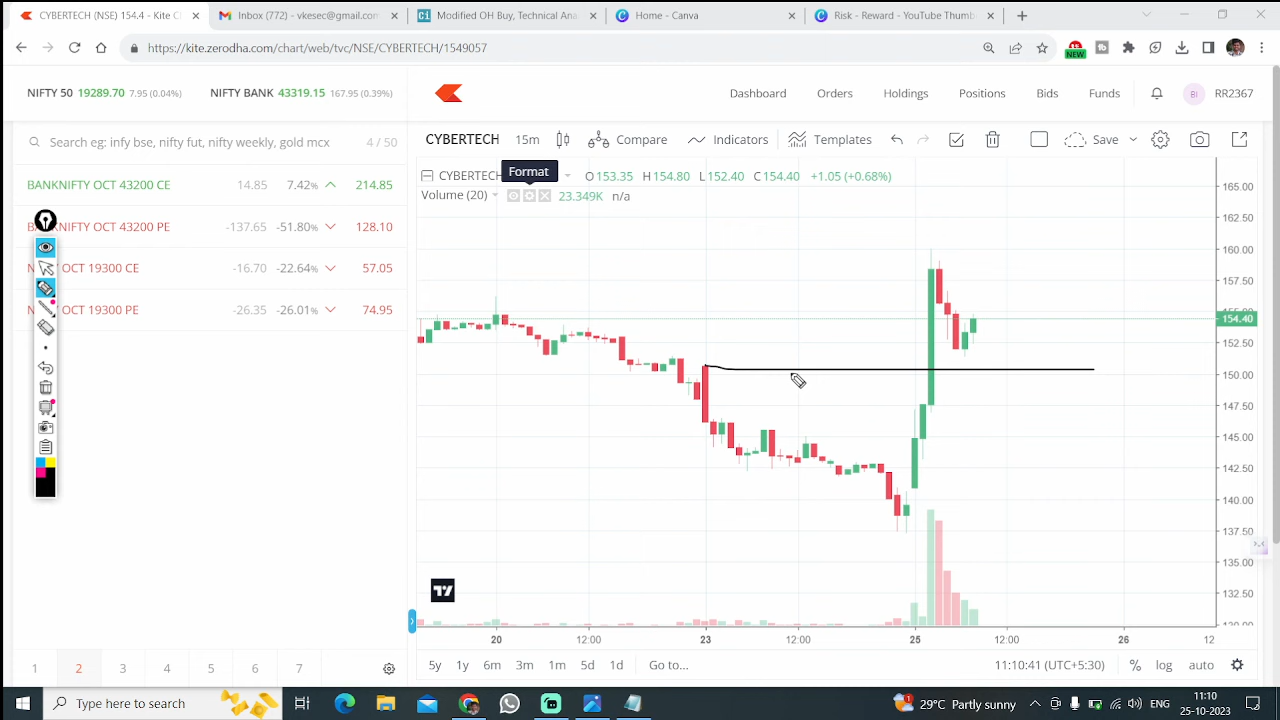 CYBERTECH (NSE) 154.4 - Kite C
Inbox (772) - vkesec@gmail.com
Modified OH Buy, Technical Ana
Home - Canva
Risk - Reward - YouTube Thumb
https://kite.zerodha.com/chart/web/tvc/NSE/CYBERTECH/1549057
NEW
NIFTY 50 19289.70 7.95 (0.04%) NIFTY BANK 43319.15 167.95 (0.39%)
Dashboard Orders Holdings Positions Bids Funds BI RR2367
Search eg: infy bse, nifty fut, nifty weekly, gold mcx 4 / 50
CYBERTECH 15m Compare Indicators Templates Save
Format
CYBERTECH O 153.35 H 154.80 L 152.40 C 154.40 +1.05 (+0.68%)
Volume (20) 23.349K n/a
BANKNIFTY OCT 43200 CE 14.85 7.42% 214.85
NIFTY OCT 43200 PE -137.65 -51.80% 128.10
OCT 19300 CE -16.70 -22.64% 57.05
OCT 19300 PE -26.35 -26.01% 74.95
165.00
162.50
160.00
157.50
154.40
152.50
150.00
147.50
145.00
142.50
140.00
137.50
135.00
132.50
130.00
20 12:00 23 12:00 25 12:00 26 12
5y 1y 6m 3m 1m 5d 1d Go to... 11:10:41 (UTC+5:30) % log auto
1 2 3 4 5 6 7
Type here to search
29°C Partly sunny
ENG
11:10
25-10-2023